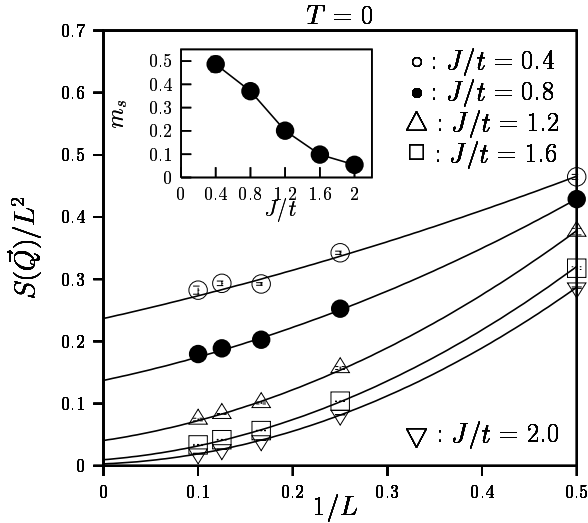 T = 0
0.7
0.6
0.5
0.4
0.3
0.2
0.1
0
S(Q⃗)/L²
0 0.1 0.2 0.3 0.4 0.5
1/L
0.5
0.4
0.3
0.2
0.1
0
m_s
0 0.4 0.8 1.2 1.6 2
J/t
○ : J/t = 0.4
● : J/t = 0.8
△ : J/t = 1.2
□ : J/t = 1.6
▽ : J/t = 2.0